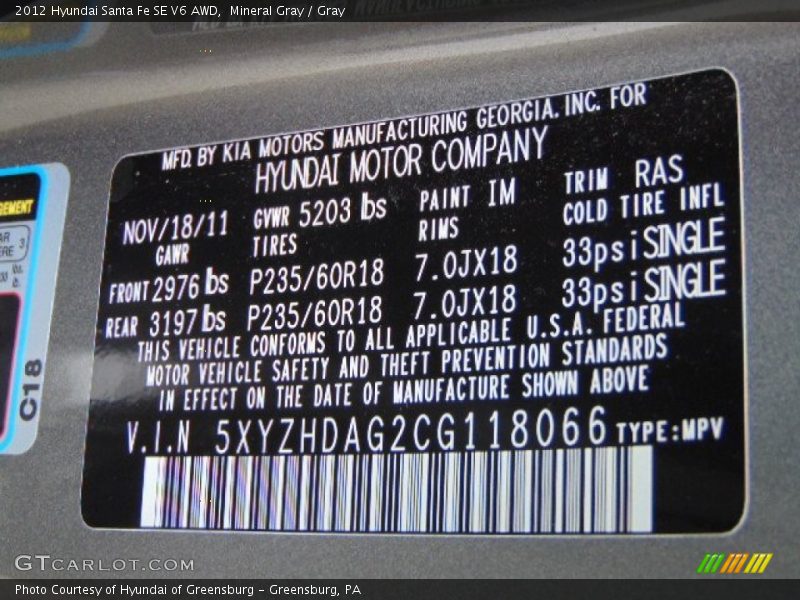 2012 Hyundai Santa Fe SE V6 AWD, Mineral Gray / Gray
MFD. BY KIA MOTORS MANUFACTURING GEORGIA. INC. FOR
HYUNDAI MOTOR COMPANY
NOV/18/11 GVWR 5203 lbs PAINT IM TRIM RAS
GAWR TIRES RIMS COLD TIRE INFL
FRONT 2976 lbs P235/60R18 7.0JX18 33psi SINGLE
REAR 3197 lbs P235/60R18 7.0JX18 33psi SINGLE
THIS VEHICLE CONFORMS TO ALL APPLICABLE U.S.A. FEDERAL
MOTOR VEHICLE SAFETY AND THEFT PREVENTION STANDARDS
IN EFFECT ON THE DATE OF MANUFACTURE SHOWN ABOVE
V.I.N 5XYZHDAG2CG118066 TYPE:MPV
C18
GTCARLOT.COM
Photo Courtesy of Hyundai of Greensburg – Greensburg, PA